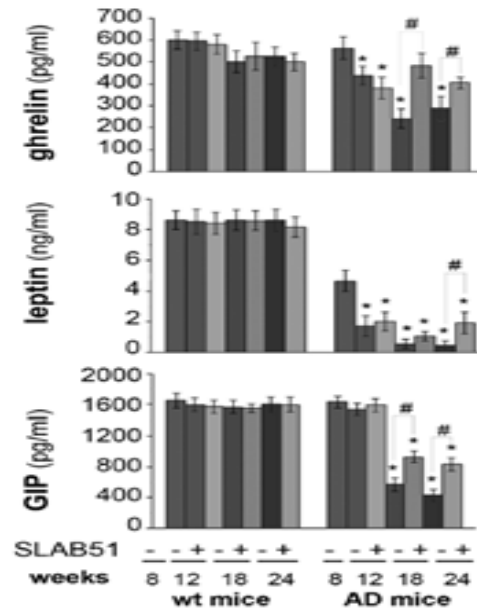 700
600
500
400
300
200
100
0
ghrelin (pg/ml)
* * * # * #
10
8
6
4
2
0
leptin (ng/ml)
* * * * * # *
2000
1600
1200
800
400
0
GIP (pg/ml)
* # * * # *
SLAB51 - - + - + - + - - + - + - +
weeks 8 12 18 24 8 12 18 24
wt mice AD mice